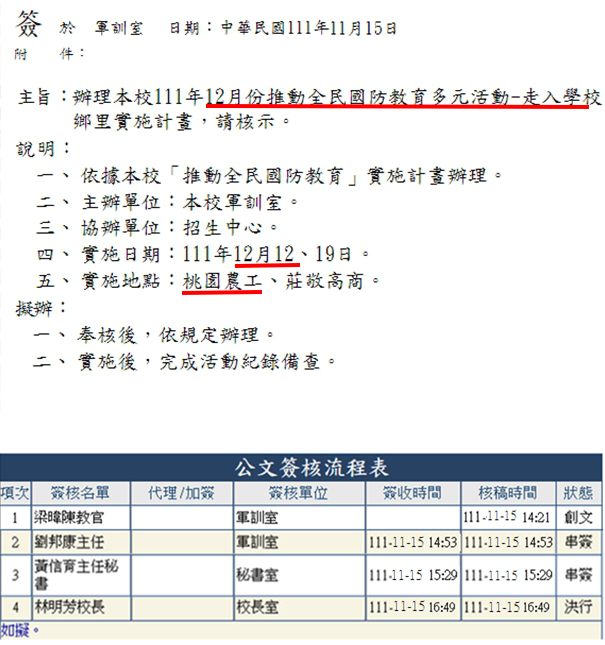 簽 於 軍訓室 日期：中華民國111年11月15日
附 件：
主旨：辦理本校111年12月份推動全民國防教育多元活動-走入學校
鄉里實施計畫，請核示。
說明：
一、依據本校「推動全民國防教育」實施計畫辦理。
二、主辦單位：本校軍訓室。
三、協辦單位：招生中心。
四、實施日期：111年12月12、19日。
五、實施地點：桃園農工、莊敬高商。
擬辦：
一、奉核後，依規定辦理。
二、實施後，完成活動紀錄備查。
公文簽核流程表
項次 簽核名單 代理/加簽 簽核單位 簽收時間 核稿時間 狀態
1 梁暐陳教官 軍訓室 111-11-15 14:21 創文
2 劉邦康主任 軍訓室 111-11-15 14:53 111-11-15 14:53 串簽
3 黃信育主任秘書 秘書室 111-11-15 15:29 111-11-15 15:29 串簽
4 林明芳校長 校長室 111-11-15 16:49 111-11-15 16:49 決行
如擬。